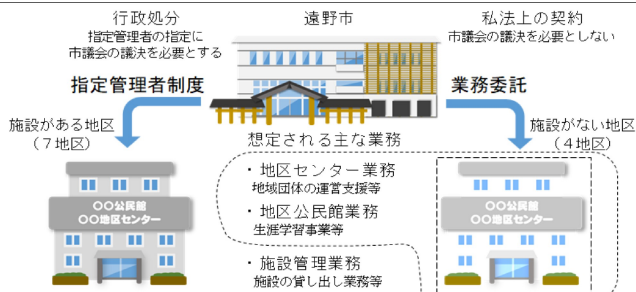 行政処分
指定管理者の指定に
市議会の議決を必要とする
遠野市
私法上の契約
市議会の議決を必要としない
指定管理者制度
業務委託
施設がある地区
（7地区）
施設がない地区
（4地区）
想定される主な業務
・地区センター業務
地域団体の運営支援等
・地区公民館業務
生涯学習事業等
・施設管理業務
施設の貸し出し業務等
〇〇公民館
〇〇地区センター
〇〇公民館
〇〇地区センター